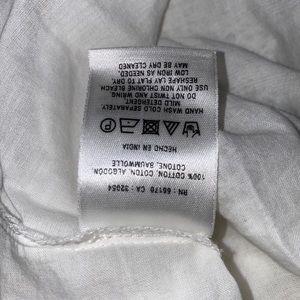 RN : 66170 CA : 32054
100% COTTON, COTON, ALGODÓN,
COTONE, BAUMWOLLE
HECHO EN INDIA
HAND WASH COLD SEPARATELY.
MILD DETERGENT
DO NOT TWIST AND WRING
USE ONLY NON CHLORINE BLEACH
RESHAPE LAY FLAT TO DRY
LOW IRON AS NEEDED.
MAY BE DRY CLEANED